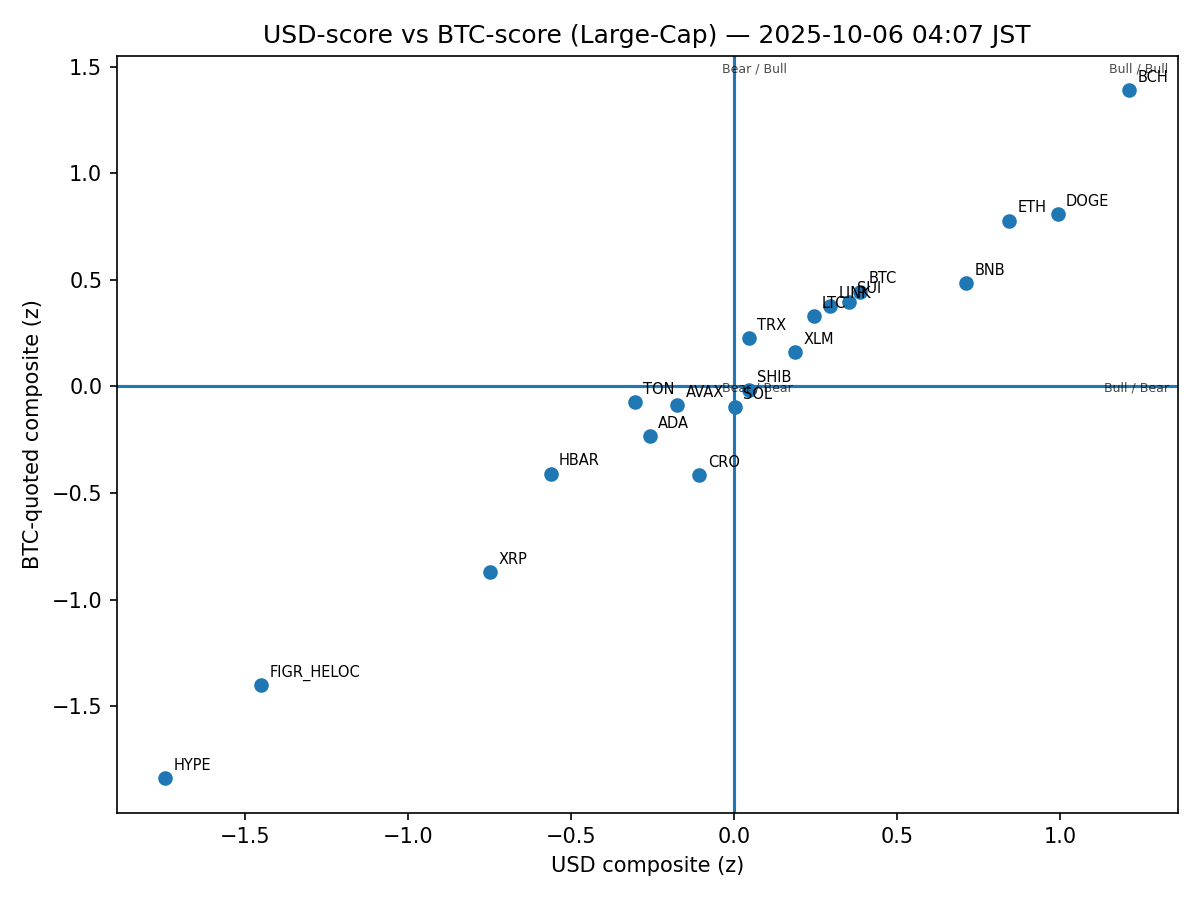 USD-score vs BTC-score (Large-Cap) — 2025-10-06 04:07 JST
Bear / Bull
Bull / Bull
BCH
DOGE
ETH
BNB
BTC
SUI
LINK
LTC
TRX
XLM
SHIB
Bear / Bear
Bull / Bear
TON
AVAX
SOL
ADA
HBAR
CRO
XRP
FIGR_HELOC
HYPE
1.5
1.0
0.5
0.0
−0.5
−1.0
−1.5
BTC-quoted composite (z)
−1.5
−1.0
−0.5
0.0
0.5
1.0
USD composite (z)